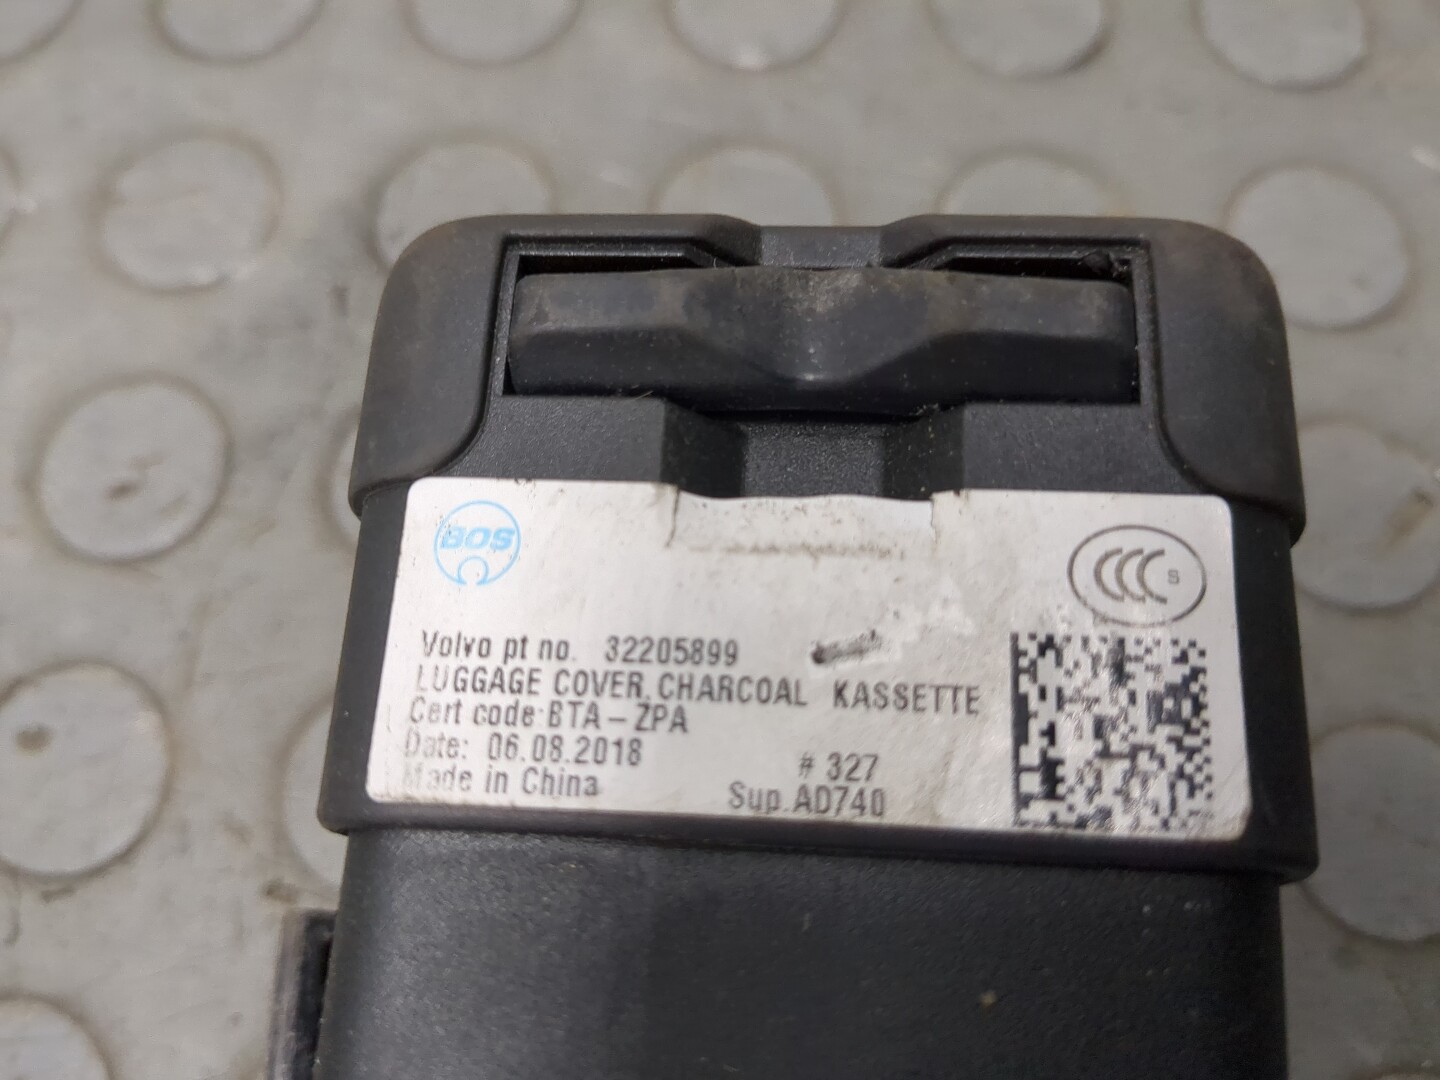 BOS
CCC S
Volvo pt no. 32205899
LUGGAGE COVER, CHARCOAL KASSETTE
Cert code: BTA-ZPA
Date: 06.08.2018
# 327
Made in China
Sup. AD740